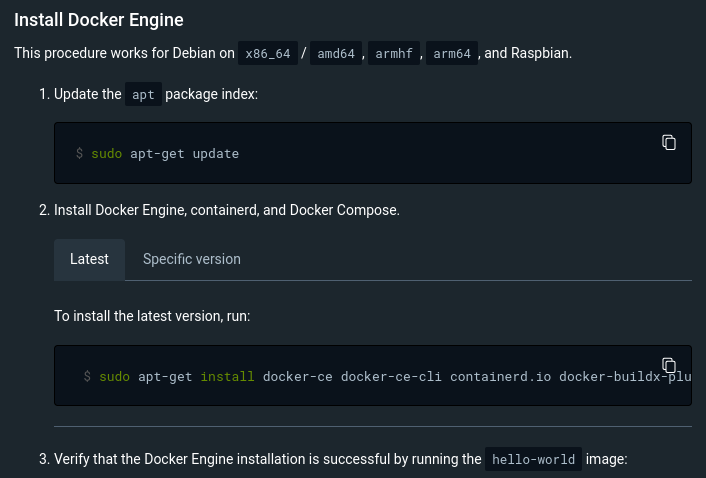 Install Docker Engine
This procedure works for Debian on x86_64 / amd64 , armhf , arm64 , and Raspbian.
1. Update the apt package index:
$ sudo apt-get update
2. Install Docker Engine, containerd, and Docker Compose.
Latest Specific version
To install the latest version, run:
$ sudo apt-get install docker-ce docker-ce-cli containerd.io docker-buildx-plu
3. Verify that the Docker Engine installation is successful by running the hello-world image: